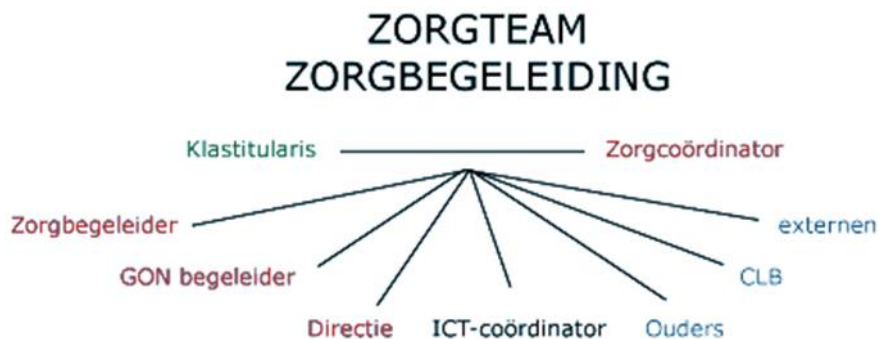 ZORGTEAM
ZORGBEGELEIDING
Klastitularis
Zorgcoördinator
Zorgbegeleider
externen
GON begeleider
CLB
Directie
ICT-coördinator
Ouders